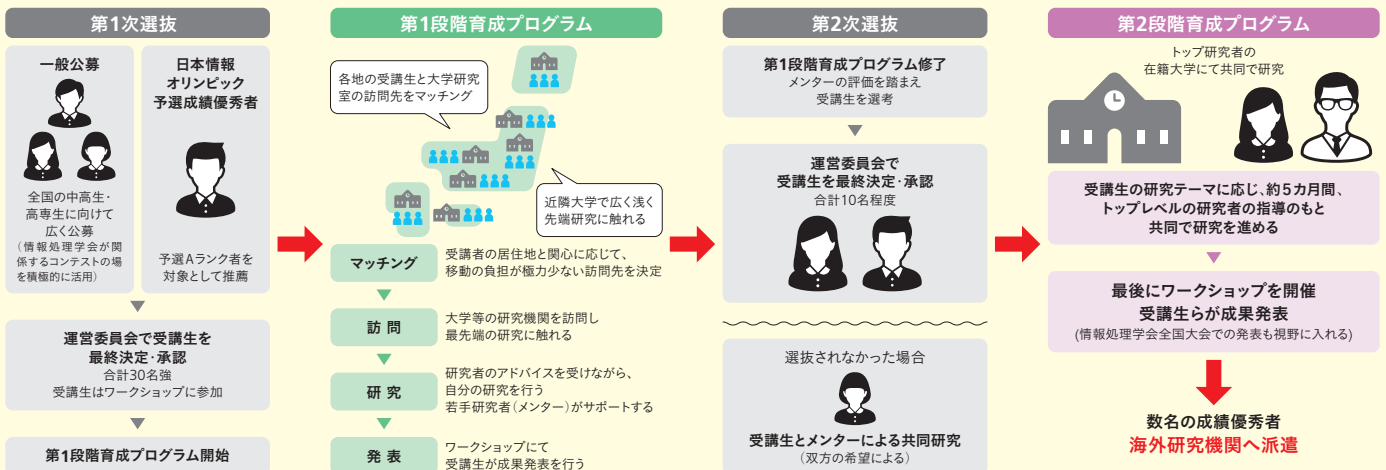 第1次選抜
一般公募
全国の中高生・
高専生に向けて
広く公募
（情報処理学会が関
係するコンテストの場
を積極的に活用）
日本情報
オリンピック
予選成績優秀者
予選Aランク者を
対象として推薦
運営委員会で受講生を
最終決定・承認
合計30名強
受講生はワークショップに参加
第1段階育成プログラム開始
第1段階育成プログラム
各地の受講生と大学研究
室の訪問先をマッチング
近隣大学で広く浅く
先端研究に触れる
マッチング
受講者の居住地と関心に応じて、
移動の負担が極力少ない訪問先を決定
訪問
大学等の研究機関を訪問し
最先端の研究に触れる
研究
研究者のアドバイスを受けながら、
自分の研究を行う
若手研究者（メンター）がサポートする
発表
ワークショップにて
受講生が成果発表を行う
第2次選抜
第1段階育成プログラム修了
メンターの評価を踏まえ
受講生を選考
運営委員会で
受講生を最終決定・承認
合計10名程度
選抜されなかった場合
受講生とメンターによる共同研究
（双方の希望による）
第2段階育成プログラム
トップ研究者の
在籍大学にて共同で研究
受講生の研究テーマに応じ、約5カ月間、
トップレベルの研究者の指導のもと
共同で研究を進める
最後にワークショップを開催
受講生らが成果発表
(情報処理学会全国大会での発表も視野に入れる)
数名の成績優秀者
海外研究機関へ派遣